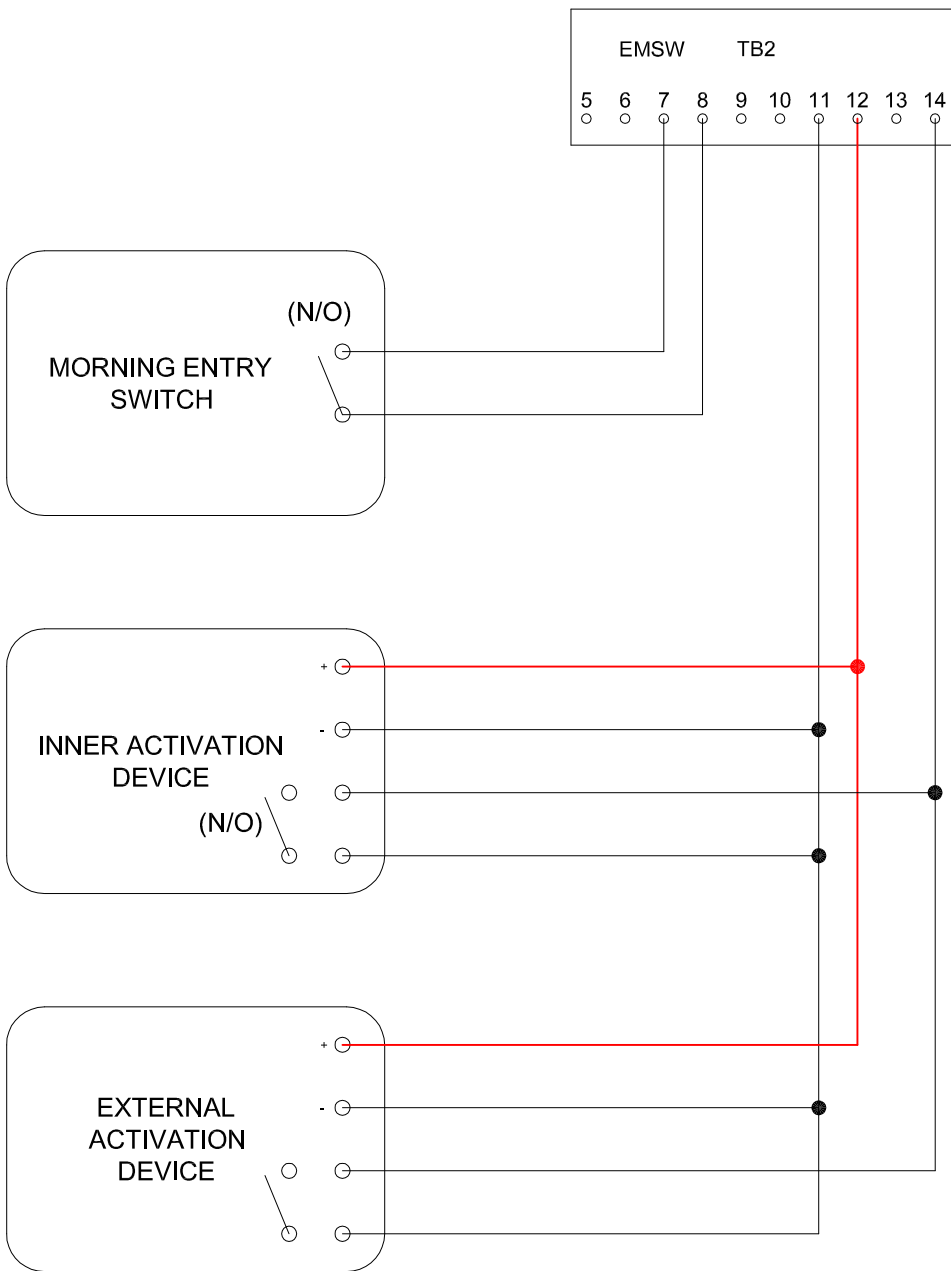 EMSW TB2
5 6 7 8 9 10 11 12 13 14
(N/O)
MORNING ENTRY
SWITCH
+
-
INNER ACTIVATION
DEVICE
(N/O)
+
-
EXTERNAL
ACTIVATION
DEVICE